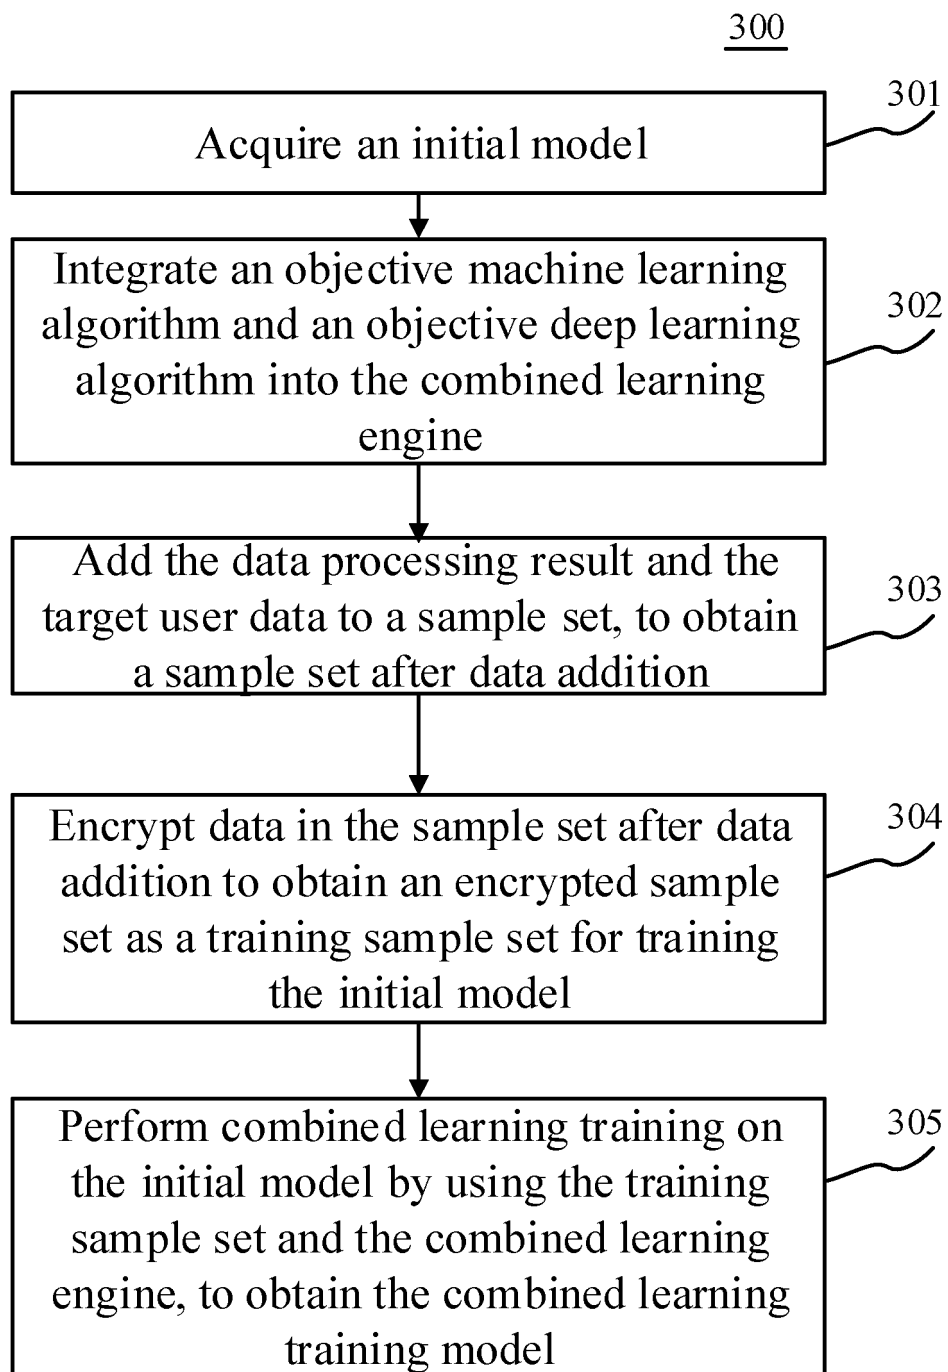 300
301
Acquire an initial model
Integrate an objective machine learning
algorithm and an objective deep learning
algorithm into the combined learning
engine
302
Add the data processing result and the
target user data to a sample set, to obtain
a sample set after data addition
303
Encrypt data in the sample set after data
addition to obtain an encrypted sample
set as a training sample set for training
the initial model
304
Perform combined learning training on
the initial model by using the training
sample set and the combined learning
engine, to obtain the combined learning
training model
305